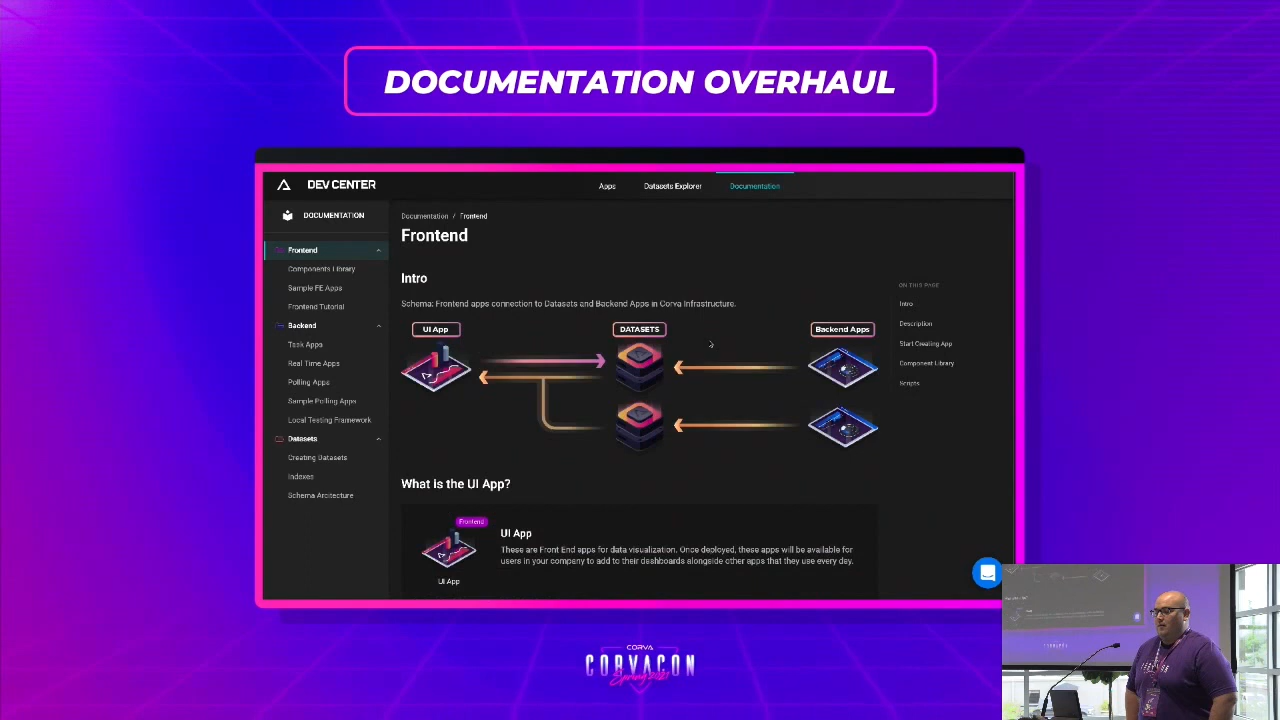 DOCUMENTATION OVERHAUL
DEV CENTER
Apps
Datasets Explorer
Documentation
DOCUMENTATION
Frontend
Components Library
Sample FE Apps
Frontend Tutorial
Backend
Task Apps
Real Time Apps
Polling Apps
Sample Polling Apps
Local Testing Framework
Datasets
Creating Datasets
Indexes
Schema Arcitecture
Documentation / Frontend
Frontend
Intro
Schema: Frontend apps connection to Datasets and Backend Apps in Corva Infrastructure.
UI App
DATASETS
Backend Apps
What is the UI App?
Frontend
UI App
UI App
These are Front End apps for data visualization. Once deployed, these apps will be available for
users in your company to add to their dashboards alongside other apps that they use every day.
ON THIS PAGE
Intro
Description
Start Creating App
Component Library
Scripts
CORVA
CORVACON
Spring 2021